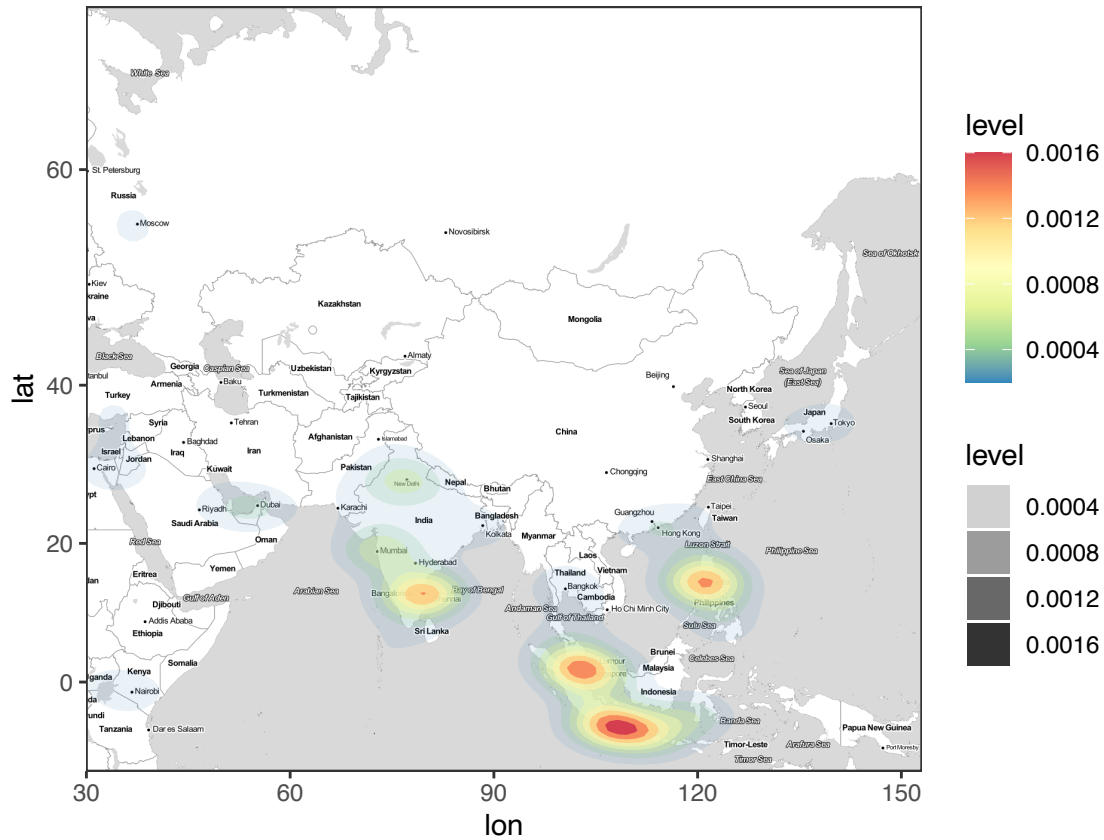 White Sea
level
0.0016
60
St. Petersburg
Russia
0.0012
Moscow
Novosibirsk
0.0008
Sea of Okhotsk
Kiev
kraine
Kazakhstan
va
Mongolia
0.0004
Black Sea
Georgia
Caspian Sea
Almaty
Uzbekistan
Kyrgyzstan
Sea of Japan
(East Sea)
40
stanbul
Armenia
Baku
Turkmenistan
Tajikistan
Beijing
North Korea
Turkey
Seoul
Japan
Syria
Tehran
South Korea
Tokyo
yprus
Lebanon
Baghdad
Iran
Afghanistan
Islamabad
China
Osaka
level
Israel
Iraq
Jordan
Kuwait
Pakistan
Shanghai
Cairo
Chongqing
New Delhi
Nepal
Bhutan
East China Sea
0.0004
ypt
Riyadh
Dubai
Karachi
Taipei
Saudi Arabia
India
Bangladesh
Guangzhou
Taiwan
Kolkata
Hong Kong
20
Red Sea
Oman
Myanmar
Luzon Strait
Philippine Sea
0.0008
Mumbai
Laos
Hyderabad
Yemen
Thailand
Vietnam
Eritrea
dan
Arabian Sea
Bay of Bengal
Bangkok
Philippines
0.0012
Gulf of Aden
Cambodia
Djibouti
Andaman Sea
Ho Chi Minh City
Addis Ababa
Gulf of Thailand
Sulu Sea
Ethiopia
Sri Lanka
0.0016
Brunei
Celebes Sea
Somalia
Malaysia
Kenya
ganda
0
Nairobi
Indonesia
da
Banda Sea
undi
Tanzania
Dar es Salaam
Papua New Guinea
Timor-Leste
Arafura Sea
Port Moresby
Timor Sea
30
60
90
120
150
lon
lat